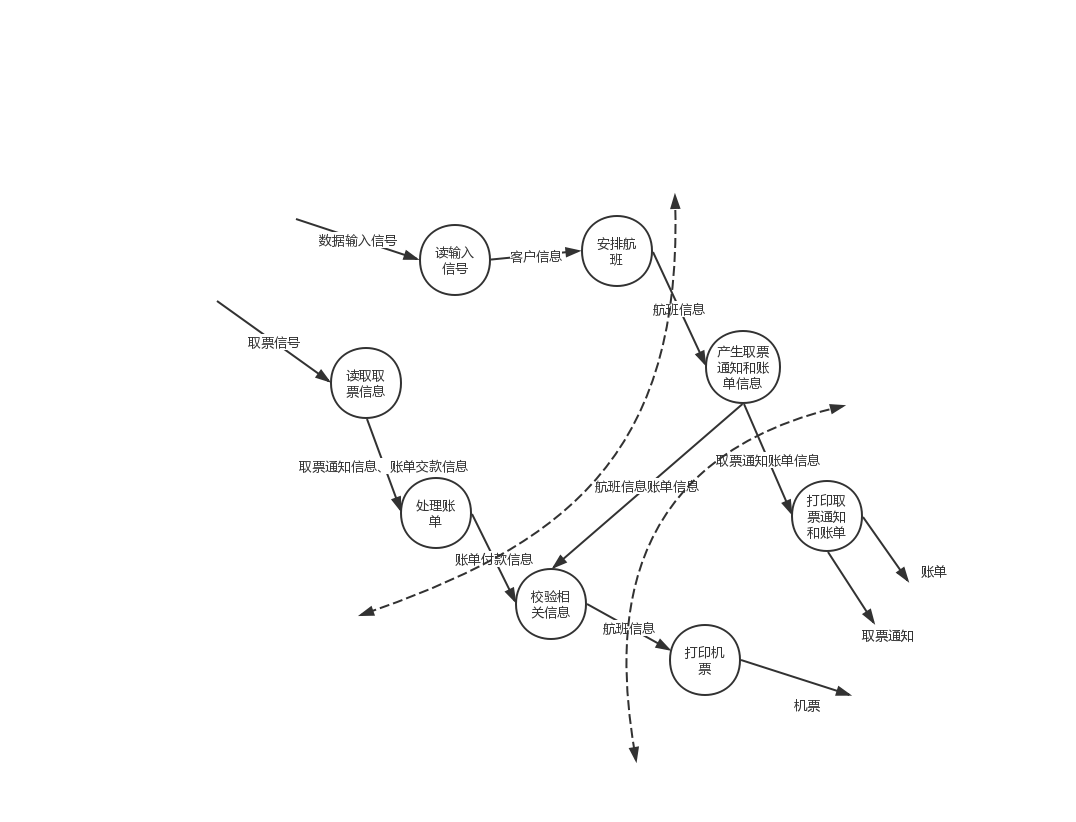 数据输入信号
读输入
信号
客户信息
安排航
班
航班信息
取票信号
读取取
票信息
产生取票
通知和账
单信息
取票通知信息、账单交款信息
处理账
单
航班信息账单信息
取票通知账单信息
打印取
票通知
和账单
账单付款信息
校验相
关信息
账单
航班信息
取票通知
打印机
票
机票